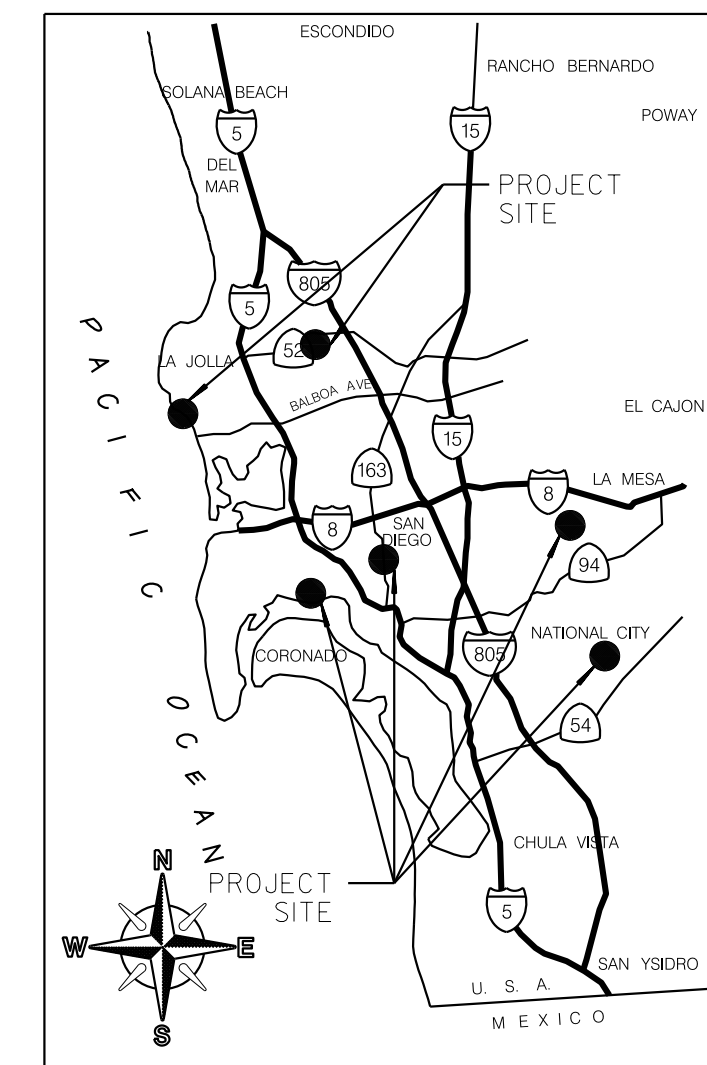 ESCONDIDO
RANCHO BERNARDO
SOLANA BEACH
POWAY
5
15
DEL
MAR
PROJECT
SITE
805
5
52
LA JOLLA
BALBOA AVE
EL CAJON
15
163
LA MESA
8
8
SAN
DIEGO
94
NATIONAL CITY
805
CORONADO
54
PACIFIC
OCEAN
CHULA VISTA
N
PROJECT
SITE
5
W
E
SAN YSIDRO
U. S. A.
MEXICO
S